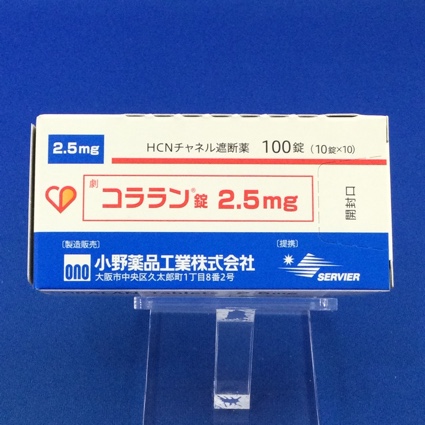 2.5mg
HCNチャネル遮断薬 100錠 (10錠×10)
劇
コララン®錠 2.5mg
開封口
〔製造販売〕
ono 小野薬品工業株式会社
大阪市中央区久太郎町1丁目8番2号
〔提携〕
SERVIER